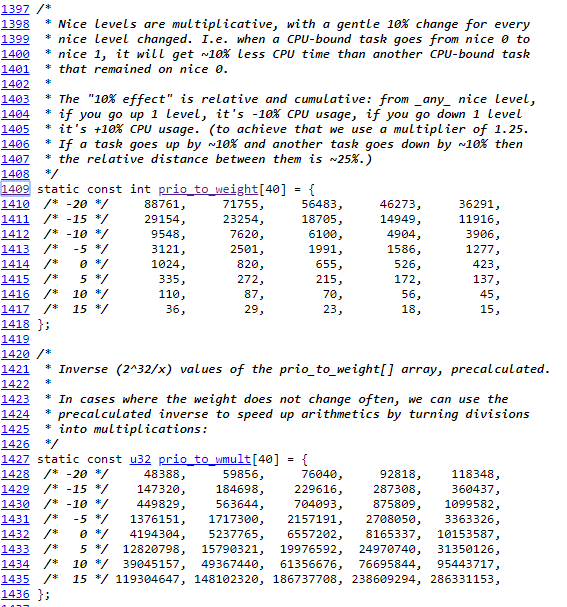 1397 /*
1398  * Nice levels are multiplicative, with a gentle 10% change for every
1399  * nice level changed. I.e. when a CPU-bound task goes from nice 0 to
1400  * nice 1, it will get ~10% less CPU time than another CPU-bound task
1401  * that remained on nice 0.
1402  *
1403  * The "10% effect" is relative and cumulative: from _any_ nice level,
1404  * if you go up 1 level, it's -10% CPU usage, if you go down 1 level
1405  * it's +10% CPU usage. (to achieve that we use a multiplier of 1.25.
1406  * If a task goes up by ~10% and another task goes down by ~10% then
1407  * the relative distance between them is ~25%.)
1408  */
1409 static const int prio_to_weight[40] = {
1410  /* -20 */     88761,     71755,     56483,     46273,     36291,
1411  /* -15 */     29154,     23254,     18705,     14949,     11916,
1412  /* -10 */      9548,      7620,      6100,      4904,      3906,
1413  /*  -5 */      3121,      2501,      1991,      1586,      1277,
1414  /*   0 */      1024,       820,       655,       526,       423,
1415  /*   5 */       335,       272,       215,       172,       137,
1416  /*  10 */       110,        87,        70,        56,        45,
1417  /*  15 */        36,        29,        23,        18,        15,
1418 };
1419
1420 /*
1421  * Inverse (2^32/x) values of the prio_to_weight[] array, precalculated.
1422  *
1423  * In cases where the weight does not change often, we can use the
1424  * precalculated inverse to speed up arithmetics by turning divisions
1425  * into multiplications:
1426  */
1427 static const u32 prio_to_wmult[40] = {
1428  /* -20 */     48388,     59856,     76040,     92818,    118348,
1429  /* -15 */    147320,    184698,    229616,    287308,    360437,
1430  /* -10 */    449829,    563644,    704093,    875809,   1099582,
1431  /*  -5 */   1376151,   1717300,   2157191,   2708050,   3363326,
1432  /*   0 */   4194304,   5237765,   6557202,   8165337,  10153587,
1433  /*   5 */  12820798,  15790321,  19976592,  24970740,  31350126,
1434  /*  10 */  39045157,  49367440,  61356676,  76695844,  95443717,
1435  /*  15 */ 119304647, 148102320, 186737708, 238609294, 286331153,
1436 };